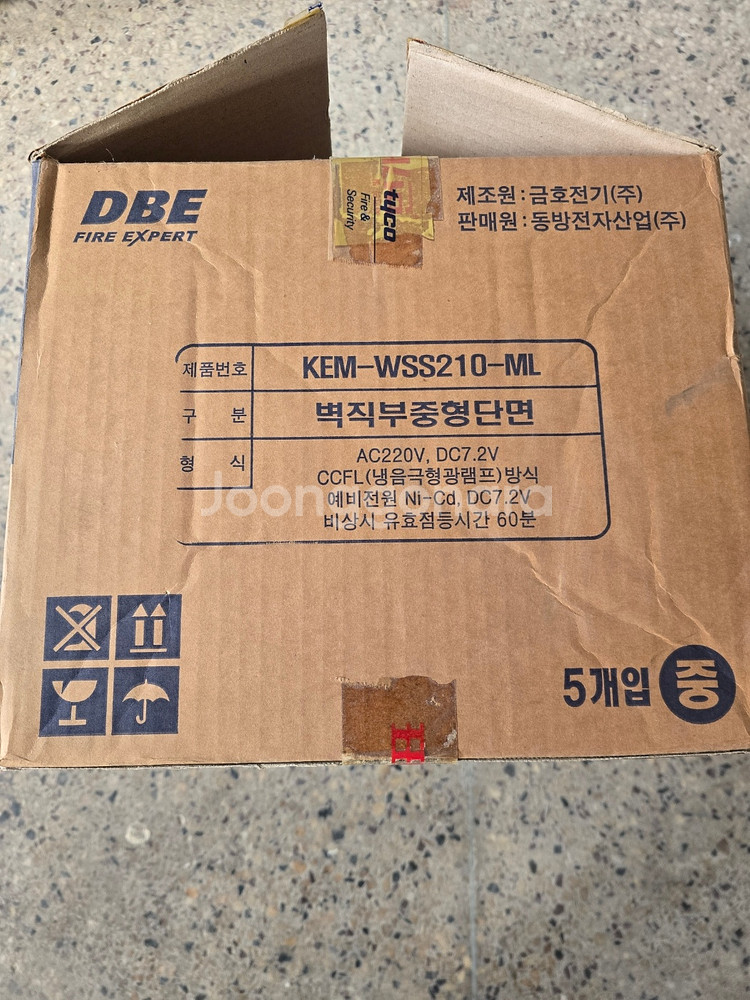 DBE
FIRE EXPERT
tyco
Fire &
Security
제조원 : 금호전기(주)
판매원 : 동방전자산업(주)
제품번호 KEM-WSS210-ML
구 분 벽직부중형단면
형 식 AC220V, DC7.2V
CCFL(냉음극형광램프)방식
예비전원 Ni-Cd, DC7.2V
비상시 유효점등시간 60분
Joonggonara
5개입 중